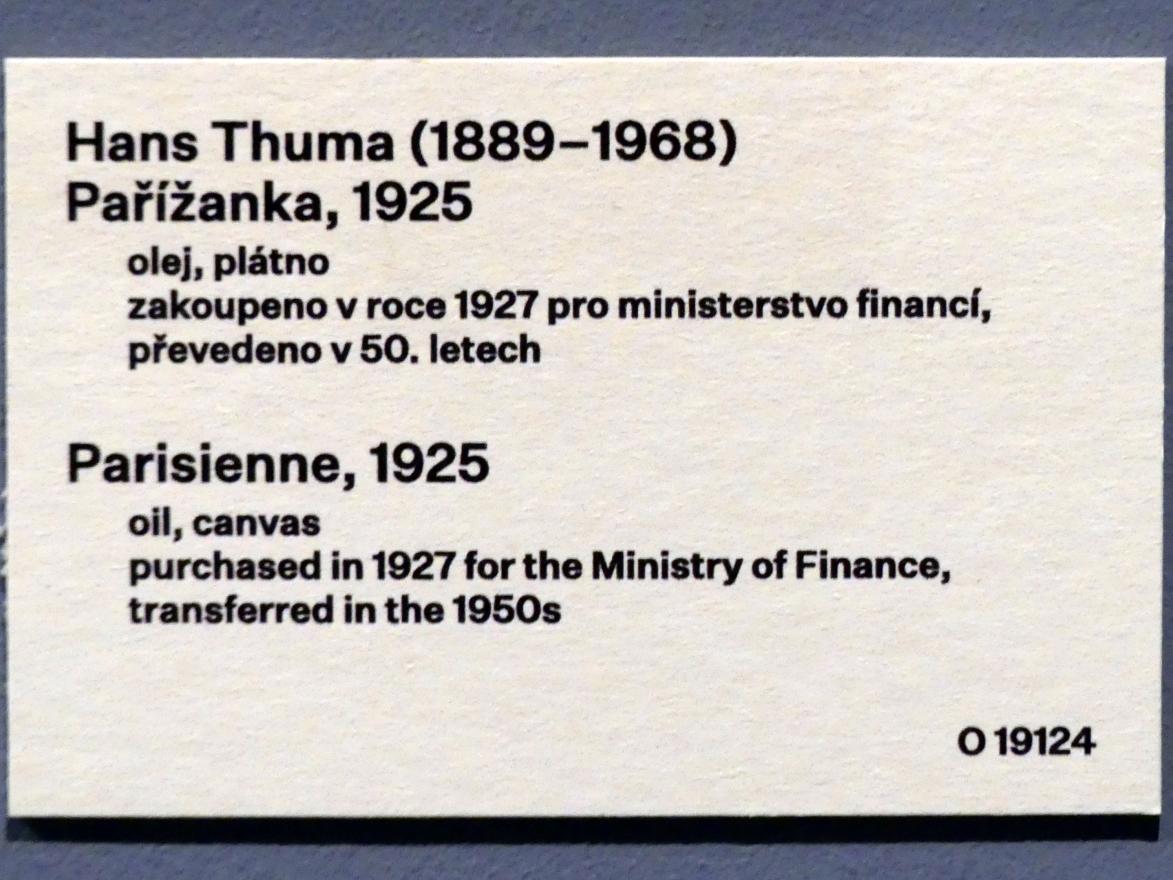 Hans Thuma (1889–1968)
Pařížanka, 1925
olej, plátno
zakoupeno v roce 1927 pro ministerstvo financí,
převedeno v 50. letech
Parisienne, 1925
oil, canvas
purchased in 1927 for the Ministry of Finance,
transferred in the 1950s
O 19124